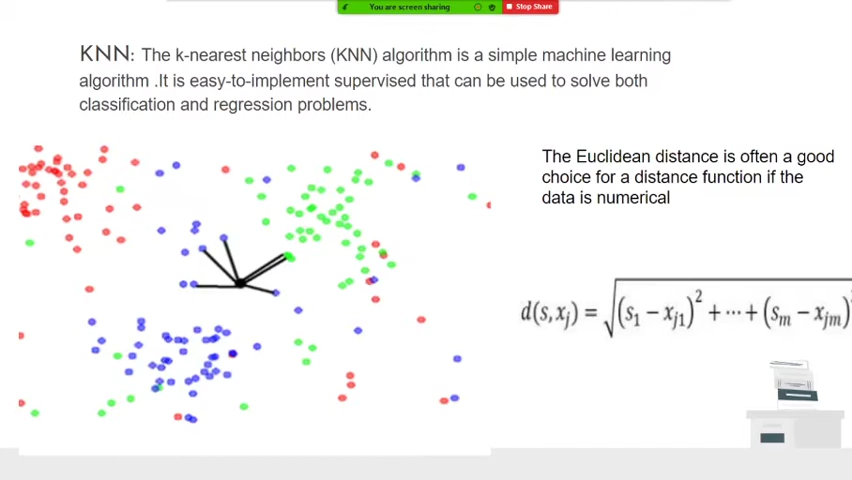 You are screen sharing
Stop Share
KNN: The k-nearest neighbors (KNN) algorithm is a simple machine learning
algorithm .It is easy-to-implement supervised that can be used to solve both
classification and regression problems.
The Euclidean distance is often a good
choice for a distance function if the
data is numerical
d(s,xⱼ) = √(s₁ − xⱼ₁)² + ⋯ + (sₘ − xⱼₘ)